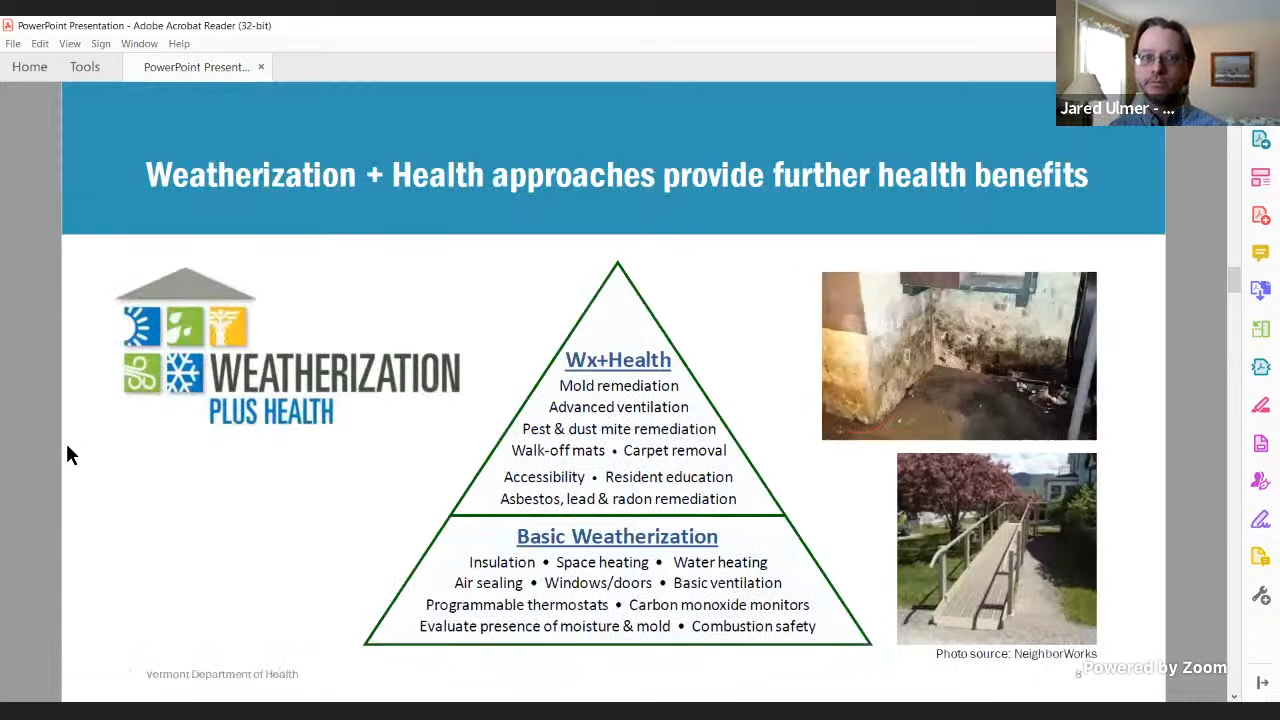 PowerPoint Presentation - Adobe Acrobat Reader (32-bit)
File Edit View Sign Window Help
Home Tools PowerPoint Present... ×
Jared Ulmer - ...
Weatherization + Health approaches provide further health benefits
WEATHERIZATION
PLUS HEALTH
Wx+Health
Mold remediation
Advanced ventilation
Pest & dust mite remediation
Walk-off mats • Carpet removal
Accessibility • Resident education
Asbestos, lead & radon remediation
Basic Weatherization
Insulation • Space heating • Water heating
Air sealing • Windows/doors • Basic ventilation
Programmable thermostats • Carbon monoxide monitors
Evaluate presence of moisture & mold • Combustion safety
Photo source: NeighborWorks
Vermont Department of Health
8
Powered by Zoom